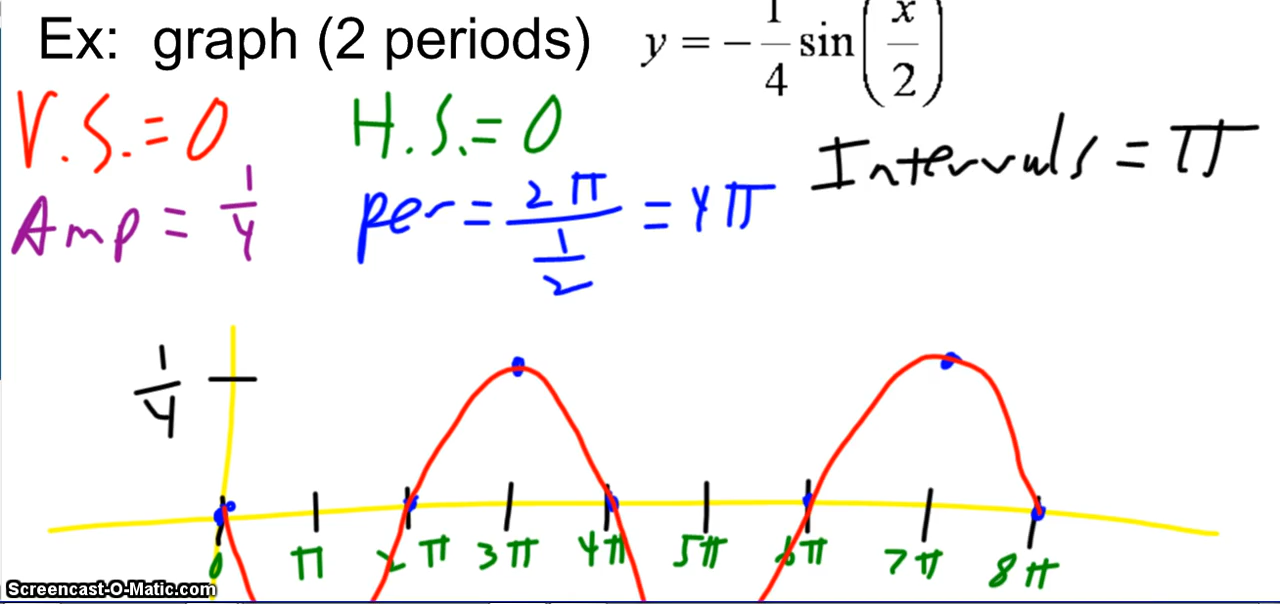 Ex: graph (2 periods) y = -1/4 sin(x/2)
V.S. = 0 H.S. = 0 Intervals = π
Amp = 1/4 per = 2π/(1/2) = 4π
1/4
0 π 2π 3π 4π 5π 6π 7π 8π
Screencast-O-Matic.com